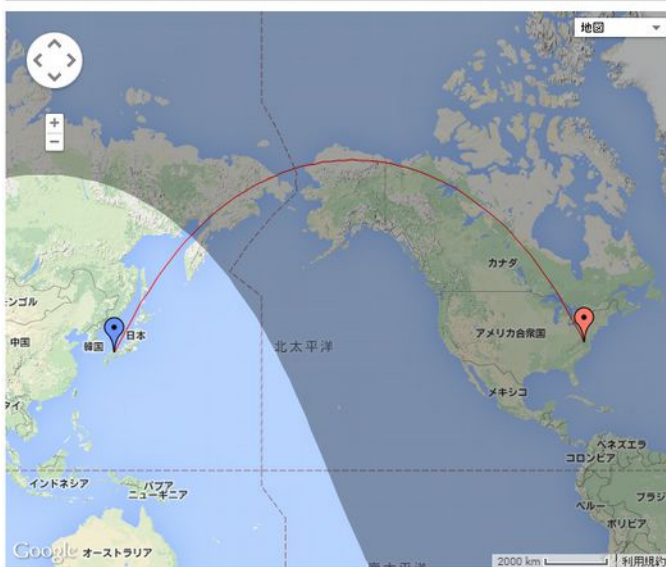 地図
カナダ
ンゴル
日本
韓国
中国
アメリカ合衆国
北太平洋
メキシコ
タイ
ベネズエラ
コロンビア
インドネシア
パプア
ニューギニア
ブラジ
ペルー
ボリビア
Google
オーストラリア
2000 km
利用規約